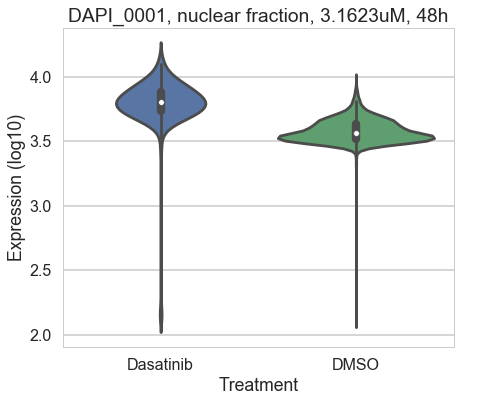 DAPI_0001, nuclear fraction, 3.1623uM, 48h
Expression (log10)
4.0
3.5
3.0
2.5
2.0
Dasatinib DMSO
Treatment